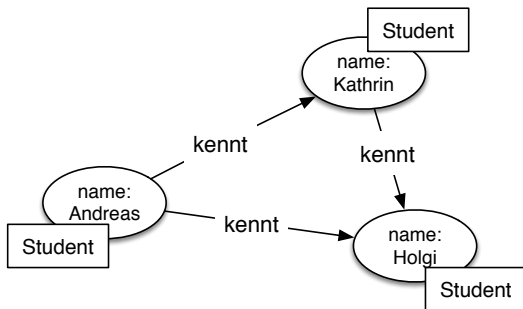 Student
name:
Kathrin
kennt
kennt
name:
Andreas
Student
kennt
name:
Holgi
Student